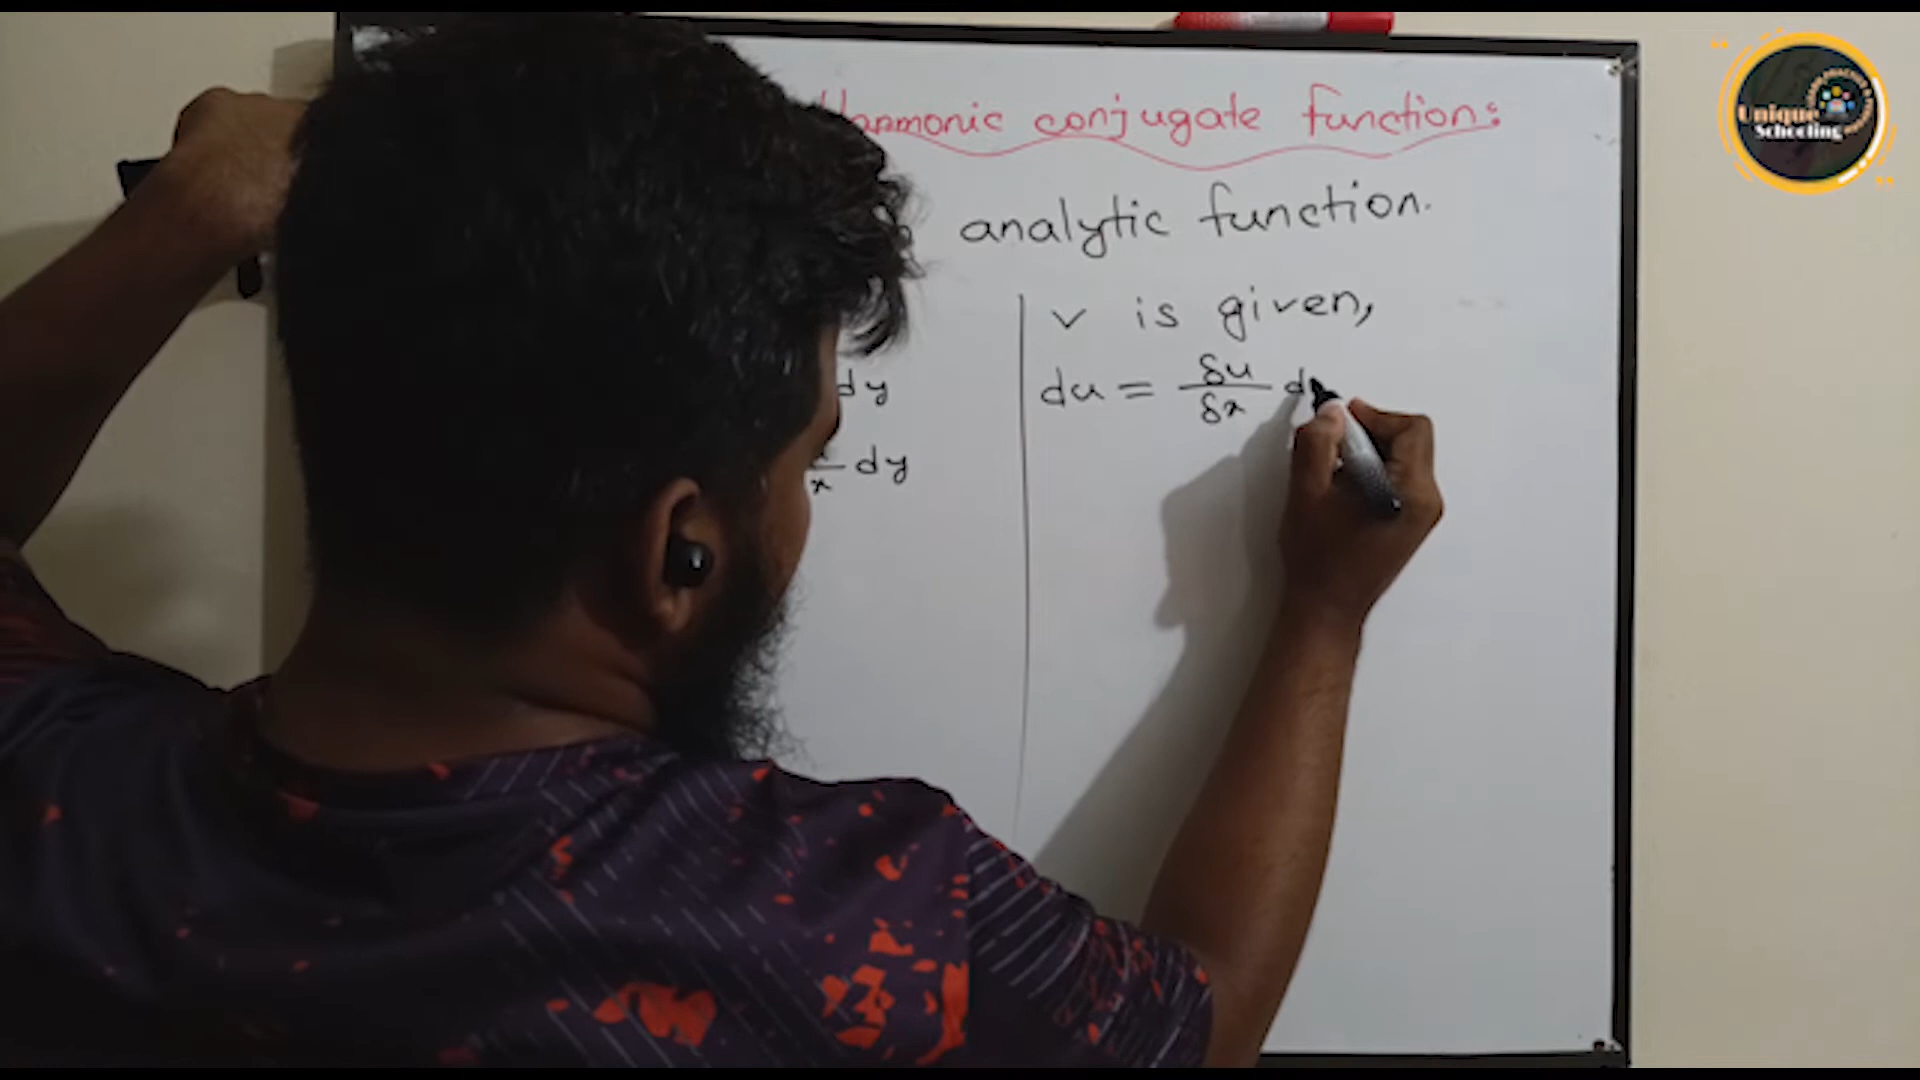 Harmonic conjugate function:
analytic function.
dy
x dy
v is given,
du = δu/δx d
Unique
Schooling